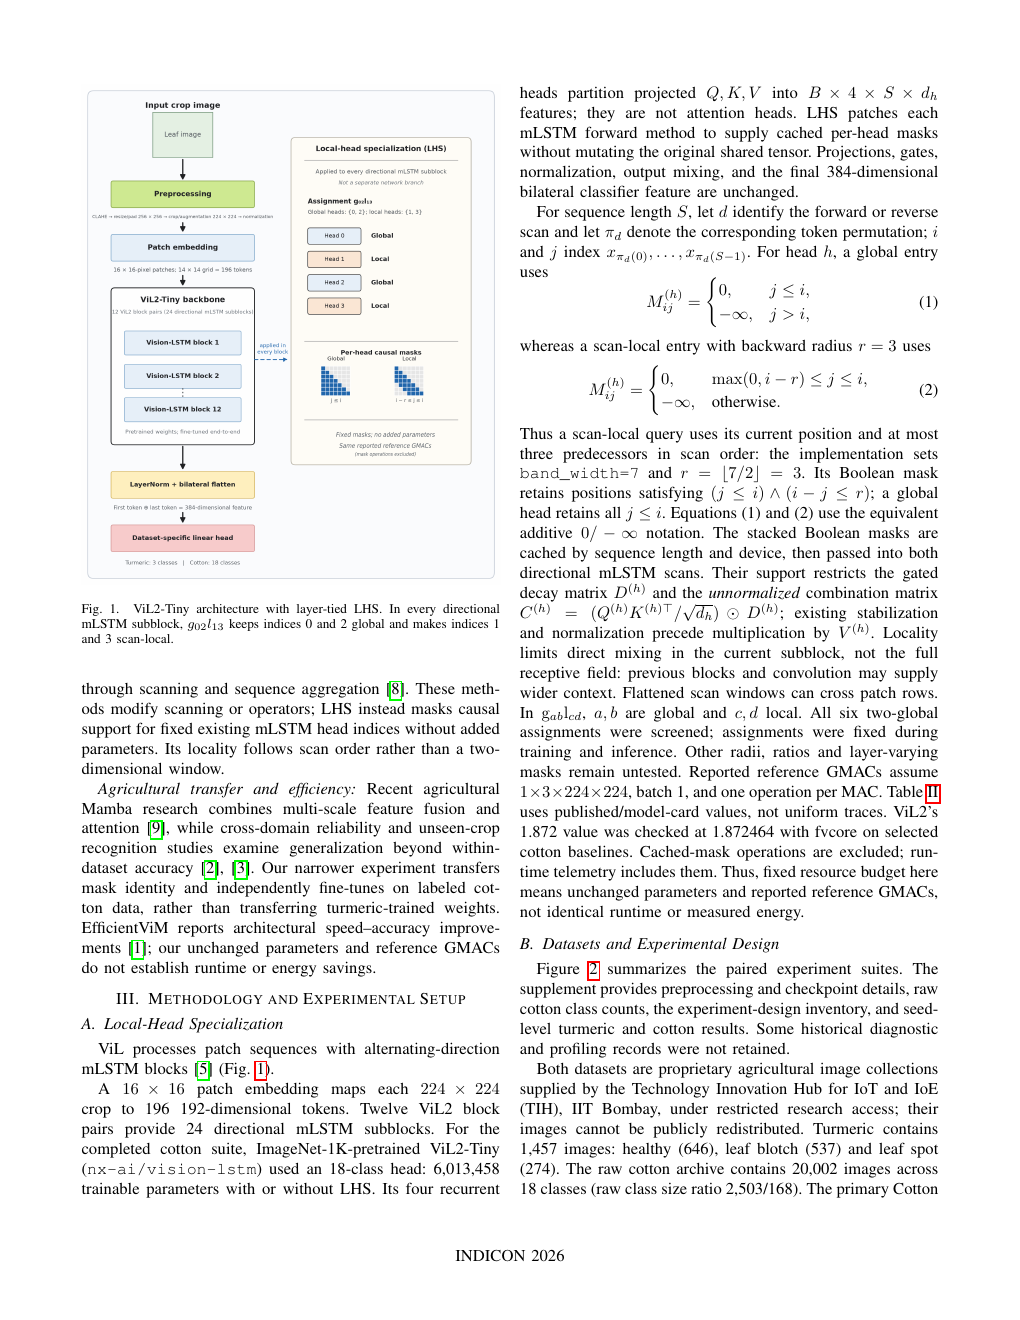 Input crop image
Leaf image
Preprocessing
CLAHE → resize/pad 256 × 256 → crop/augmentation 224 × 224 → normalization
Patch embedding
16 × 16-pixel patches; 14 × 14 grid = 196 tokens
ViL2-Tiny backbone
12 ViL2 block pairs (24 directional mLSTM subblocks)
Vision-LSTM block 1
Vision-LSTM block 2
Vision-LSTM block 12
Pretrained weights; fine-tuned end-to-end
LayerNorm + bilateral flatten
First token ⊕ last token = 384-dimensional feature
Dataset-specific linear head
Turmeric: 3 classes | Cotton: 18 classes
applied in
every block
Local-head specialization (LHS)
Applied to every directional mLSTM subblock
Not a separate network branch
Assignment g₀₂l₁₃
Global heads: {0, 2}; local heads: {1, 3}
Head 0 Global
Head 1 Local
Head 2 Global
Head 3 Local
Per-head causal masks
Global Local
j ≤ i i − r ≤ j ≤ i
Fixed masks; no added parameters
Same reported reference GMACs
(mask operations excluded)
Fig. 1. ViL2-Tiny architecture with layer-tied LHS. In every directional
mLSTM subblock, g₀₂l₁₃ keeps indices 0 and 2 global and makes indices 1
and 3 scan-local.
through scanning and sequence aggregation [8]. These meth-
ods modify scanning or operators; LHS instead masks causal
support for fixed existing mLSTM head indices without added
parameters. Its locality follows scan order rather than a two-
dimensional window.
Agricultural transfer and efficiency: Recent agricultural
Mamba research combines multi-scale feature fusion and
attention [9], while cross-domain reliability and unseen-crop
recognition studies examine generalization beyond within-
dataset accuracy [2], [3]. Our narrower experiment transfers
mask identity and independently fine-tunes on labeled cot-
ton data, rather than transferring turmeric-trained weights.
EfficientViM reports architectural speed–accuracy improve-
ments [1]; our unchanged parameters and reference GMACs
do not establish runtime or energy savings.
III. METHODOLOGY AND EXPERIMENTAL SETUP
A. Local-Head Specialization
ViL processes patch sequences with alternating-direction
mLSTM blocks [5] (Fig. 1).
A 16 × 16 patch embedding maps each 224 × 224
crop to 196 192-dimensional tokens. Twelve ViL2 block
pairs provide 24 directional mLSTM subblocks. For the
completed cotton suite, ImageNet-1K-pretrained ViL2-Tiny
(nx-ai/vision-lstm) used an 18-class head: 6,013,458
trainable parameters with or without LHS. Its four recurrent
heads partition projected Q, K, V into B × 4 × S × d_h
features; they are not attention heads. LHS patches each
mLSTM forward method to supply cached per-head masks
without mutating the original shared tensor. Projections, gates,
normalization, output mixing, and the final 384-dimensional
bilateral classifier feature are unchanged.
For sequence length S, let d identify the forward or reverse
scan and let π_d denote the corresponding token permutation; i
and j index x_{π_d(0)}, . . . , x_{π_d(S−1)}. For head h, a global entry
uses
M_{ij}^{(h)} = { 0, j ≤ i, −∞, j > i, (1)
whereas a scan-local entry with backward radius r = 3 uses
M_{ij}^{(h)} = { 0, max(0, i − r) ≤ j ≤ i, −∞, otherwise. (2)
Thus a scan-local query uses its current position and at most
three predecessors in scan order: the implementation sets
band_width=7 and r = ⌊7/2⌋ = 3. Its Boolean mask
retains positions satisfying (j ≤ i) ∧ (i − j ≤ r); a global
head retains all j ≤ i. Equations (1) and (2) use the equivalent
additive 0/ − ∞ notation. The stacked Boolean masks are
cached by sequence length and device, then passed into both
directional mLSTM scans. Their support restricts the gated
decay matrix D^{(h)} and the unnormalized combination matrix
C^{(h)} = (Q^{(h)}K^{(h)⊤}/√d_h) ⊙ D^{(h)}; existing stabilization
and normalization precede multiplication by V^{(h)}. Locality
limits direct mixing in the current subblock, not the full
receptive field: previous blocks and convolution may supply
wider context. Flattened scan windows can cross patch rows.
In g_{ab}l_{cd}, a, b are global and c, d local. All six two-global
assignments were screened; assignments were fixed during
training and inference. Other radii, ratios and layer-varying
masks remain untested. Reported reference GMACs assume
1×3×224×224, batch 1, and one operation per MAC. Table II
uses published/model-card values, not uniform traces. ViL2's
1.872 value was checked at 1.872464 with fvcore on selected
cotton baselines. Cached-mask operations are excluded; run-
time telemetry includes them. Thus, fixed resource budget here
means unchanged parameters and reported reference GMACs,
not identical runtime or measured energy.
B. Datasets and Experimental Design
Figure 2 summarizes the paired experiment suites. The
supplement provides preprocessing and checkpoint details, raw
cotton class counts, the experiment-design inventory, and seed-
level turmeric and cotton results. Some historical diagnostic
and profiling records were not retained.
Both datasets are proprietary agricultural image collections
supplied by the Technology Innovation Hub for IoT and IoE
(TIH), IIT Bombay, under restricted research access; their
images cannot be publicly redistributed. Turmeric contains
1,457 images: healthy (646), leaf blotch (537) and leaf spot
(274). The raw cotton archive contains 20,002 images across
18 classes (raw class size ratio 2,503/168). The primary Cotton
INDICON 2026